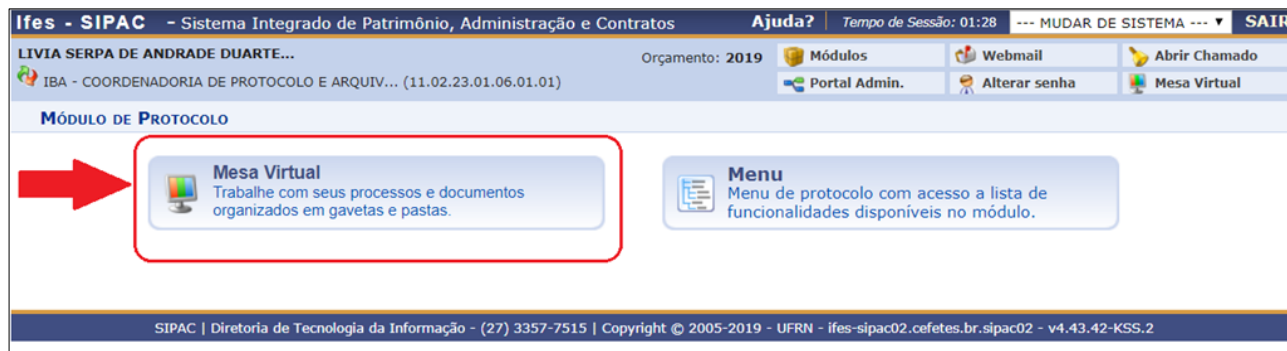 Ifes - SIPAC - Sistema Integrado de Patrimônio, Administração e Contratos Ajuda? Tempo de Sessão: 01:28 --- MUDAR DE SISTEMA --- SAIR
LIVIA SERPA DE ANDRADE DUARTE... Orçamento: 2019 Módulos Webmail Abrir Chamado
IBA - COORDENADORIA DE PROTOCOLO E ARQUIV... (11.02.23.01.06.01.01) Portal Admin. Alterar senha Mesa Virtual
MÓDULO DE PROTOCOLO
Mesa Virtual
Trabalhe com seus processos e documentos
organizados em gavetas e pastas.
Menu
Menu de protocolo com acesso a lista de
funcionalidades disponíveis no módulo.
SIPAC | Diretoria de Tecnologia da Informação - (27) 3357-7515 | Copyright © 2005-2019 - UFRN - ifes-sipac02.cefetes.br.sipac02 - v4.43.42-KSS.2